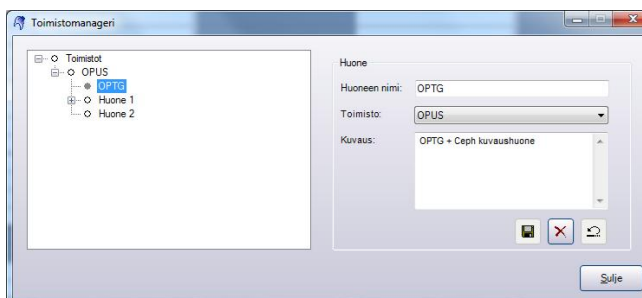 Toimistomanageri
Toimistot
OPUS
OPTG
Huone 1
Huone 2
Huone
Huoneen nimi: OPTG
Toimisto: OPUS
Kuvaus: OPTG + Ceph kuvaushuone
Sulje